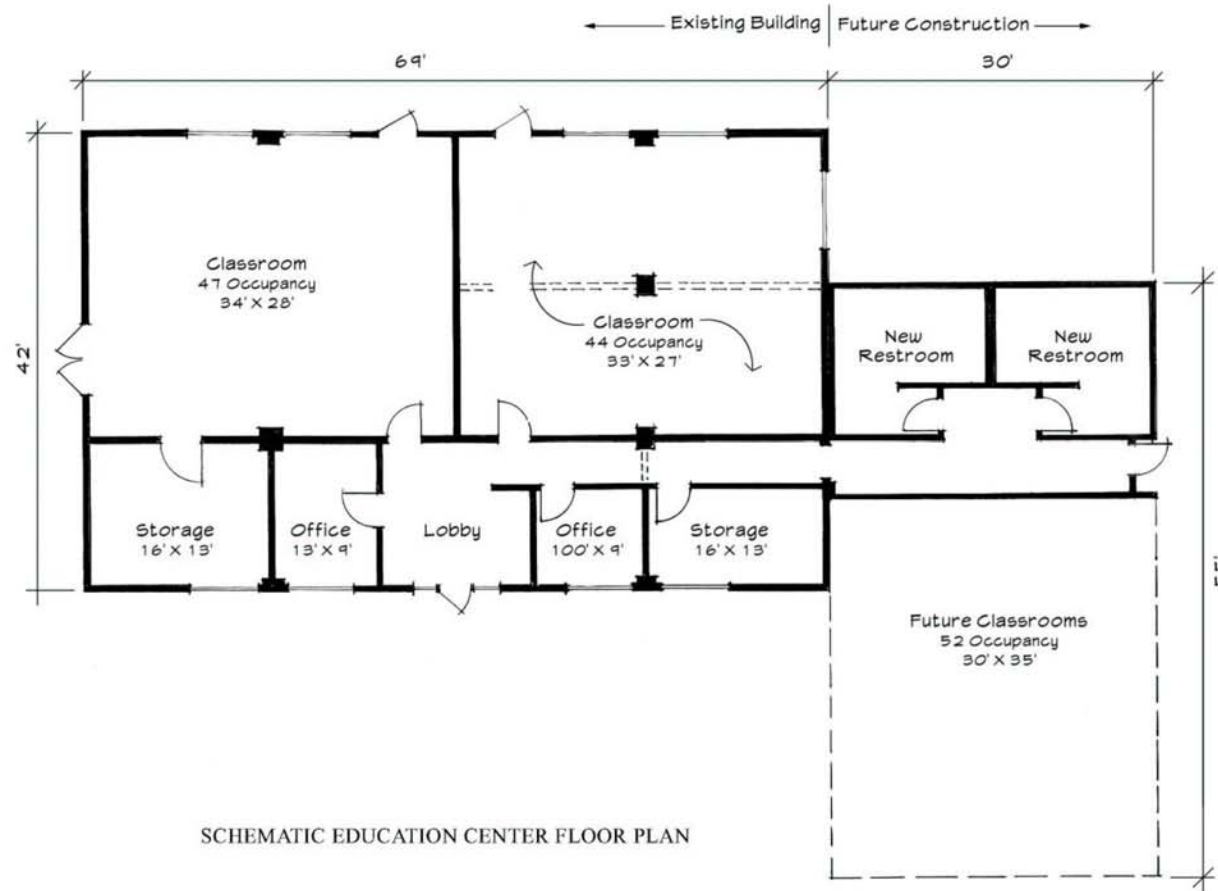 Existing Building | Future Construction
69'
30'
42'
Classroom
47 Occupancy
34' X 28'
Classroom
44 Occupancy
33' X 27'
New
Restroom
New
Restroom
Storage
16' X 13'
Office
13' X 9'
Lobby
Office
100' X 9'
Storage
16' X 13'
55'
Future Classrooms
52 Occupancy
30' X 35'
SCHEMATIC EDUCATION CENTER FLOOR PLAN